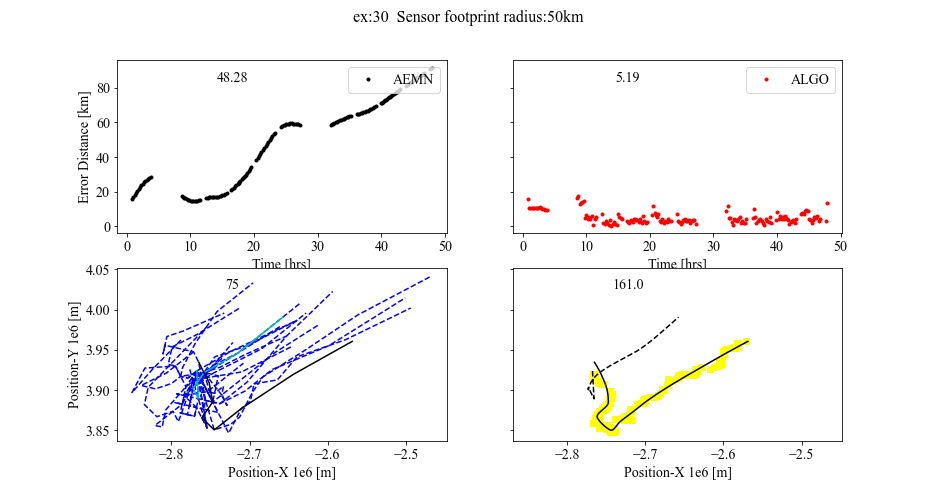 ex:30  Sensor footprint radius:50km
48.28
AEMN
5.19
ALGO
Error Distance [km]
80
60
40
20
0
0 10 20 30 40 50
0 10 20 30 40 50
Time [hrs]
Time [hrs]
75
161.0
Position-Y 1e6 [m]
4.05
4.00
3.95
3.90
3.85
−2.8 −2.7 −2.6 −2.5
−2.8 −2.7 −2.6 −2.5
Position-X 1e6 [m]
Position-X 1e6 [m]